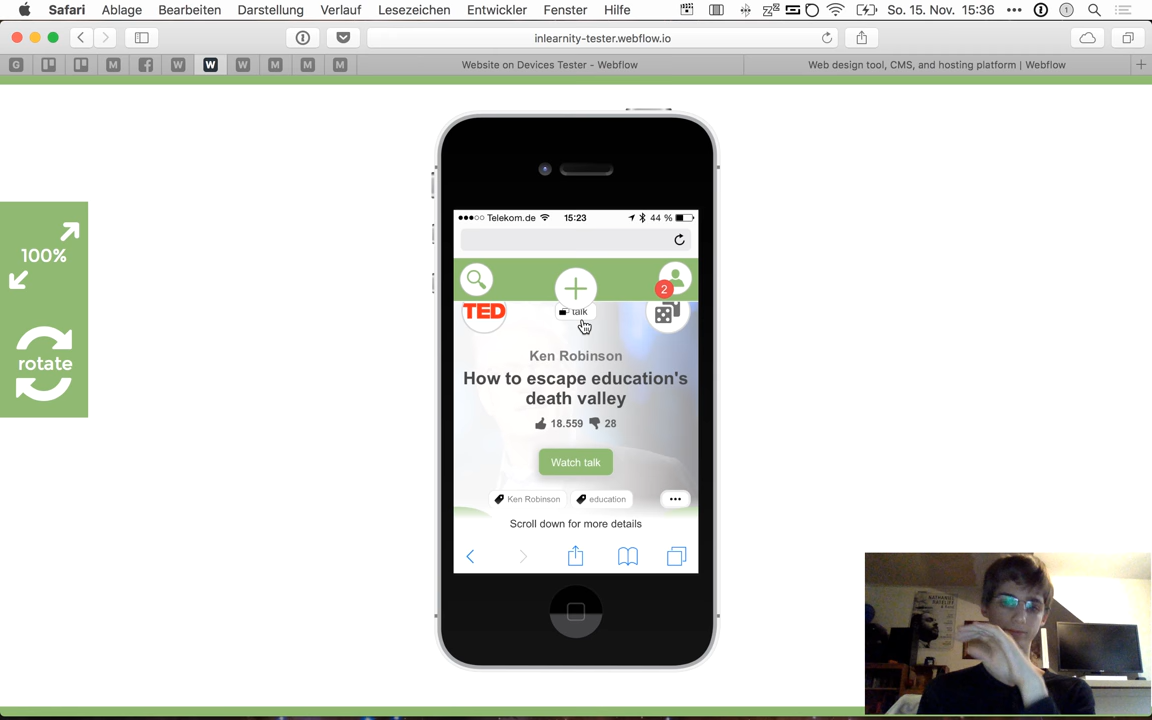 Safari Ablage Bearbeiten Darstellung Verlauf Lesezeichen Entwickler Fenster Hilfe So. 15. Nov. 15:36
inlearnity-tester.webflow.io
Website on Devices Tester - Webflow Web design tool, CMS, and hosting platform | Webflow
100%
rotate
Telekom.de 15:23 44 %
2
TED talk
Ken Robinson
How to escape education's
death valley
18.559 28
Watch talk
Ken Robinson education
Scroll down for more details